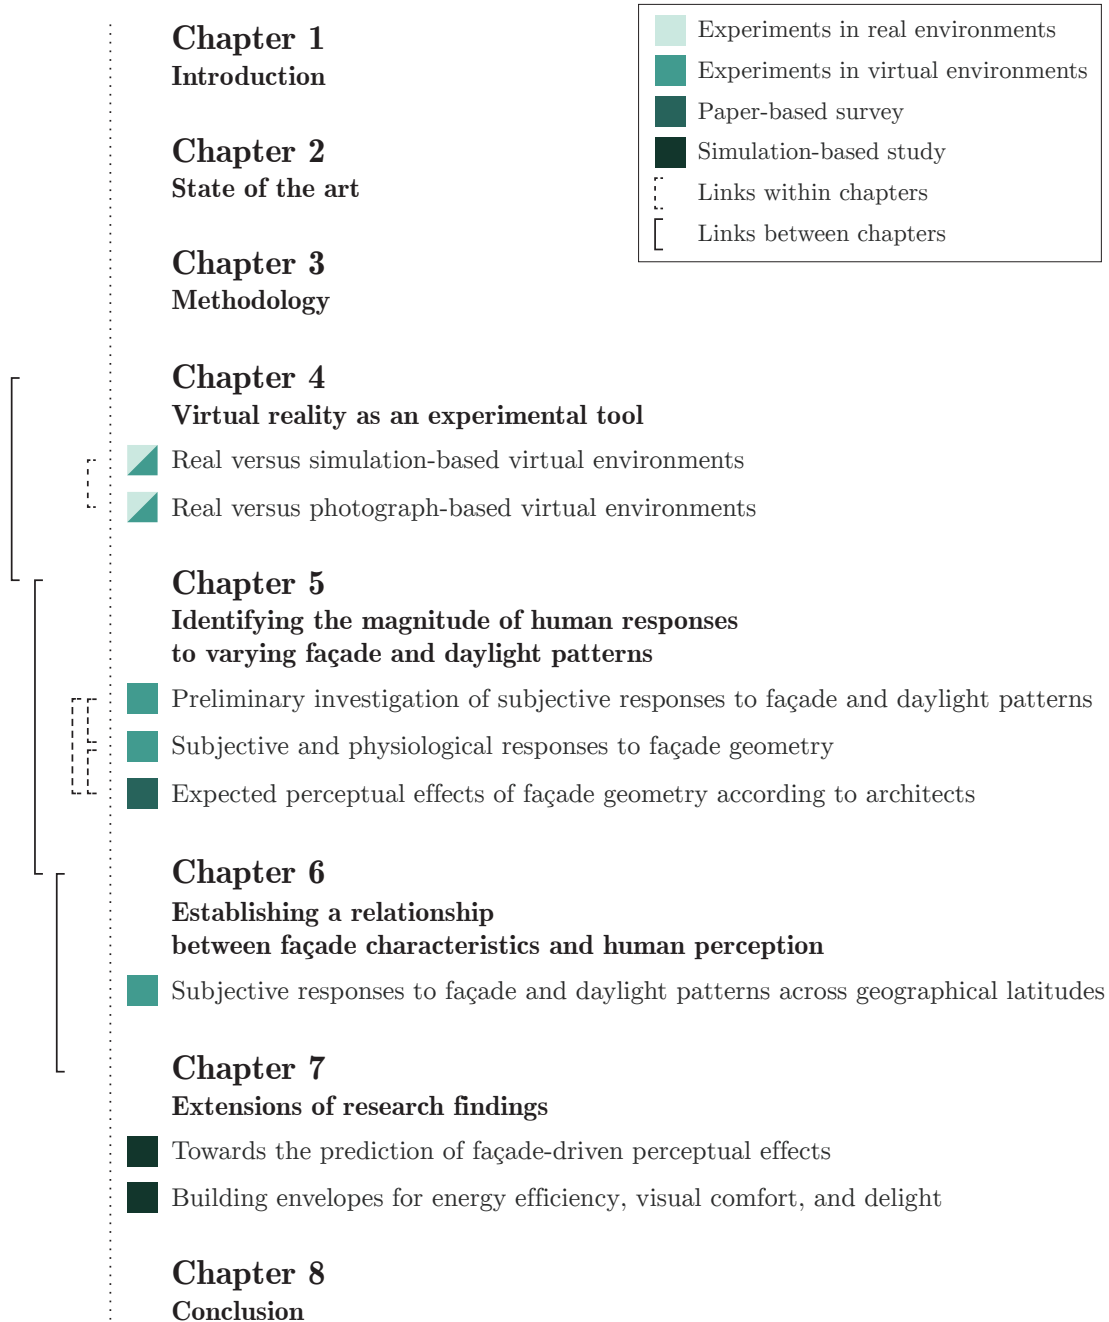 Chapter 1
Introduction
Chapter 2
State of the art
Chapter 3
Methodology
Experiments in real environments
Experiments in virtual environments
Paper-based survey
Simulation-based study
Links within chapters
Links between chapters
Chapter 4
Virtual reality as an experimental tool
Real versus simulation-based virtual environments
Real versus photograph-based virtual environments
Chapter 5
Identifying the magnitude of human responses
to varying façade and daylight patterns
Preliminary investigation of subjective responses to façade and daylight patterns
Subjective and physiological responses to façade geometry
Expected perceptual effects of façade geometry according to architects
Chapter 6
Establishing a relationship
between façade characteristics and human perception
Subjective responses to façade and daylight patterns across geographical latitudes
Chapter 7
Extensions of research findings
Towards the prediction of façade-driven perceptual effects
Building envelopes for energy efficiency, visual comfort, and delight
Chapter 8
Conclusion